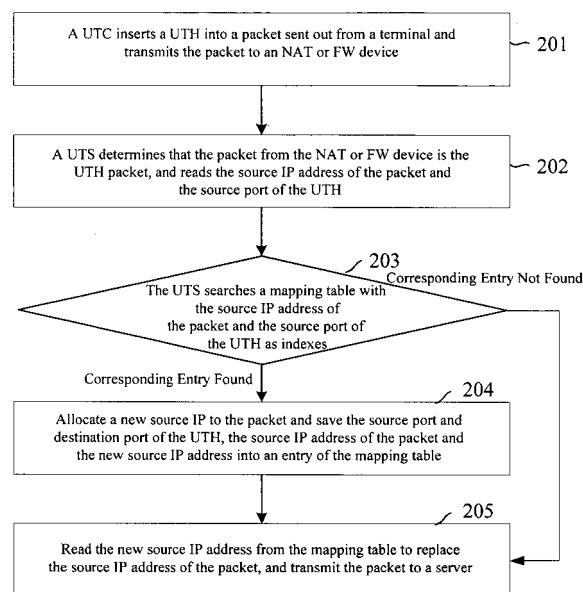 A UTC inserts a UTH into a packet sent out from a terminal and
transmits the packet to an NAT or FW device
201
A UTS determines that the packet from the NAT or FW device is the
UTH packet, and reads the source IP address of the packet and
the source port of the UTH
202
203
Corresponding Entry Not Found
The UTS searches a mapping table with
the source IP address of
the packet and the source port of
the UTH as indexes
Corresponding Entry Found
204
Allocate a new source IP to the packet and save the source port and
destination port of the UTH, the source IP address of the packet and
the new source IP address into an entry of the mapping table
205
Read the new source IP address from the mapping table to replace
the source IP address of the packet, and transmit the packet to a server